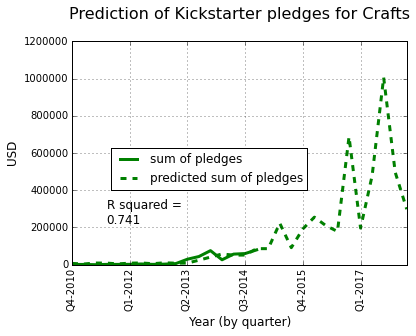 Prediction of Kickstarter pledges for Crafts
1200000
1000000
800000
600000
400000
200000
0
USD
sum of pledges
predicted sum of pledges
R squared =
0.741
Q4-2010
Q1-2012
Q2-2013
Q3-2014
Q4-2015
Q1-2017
Year (by quarter)